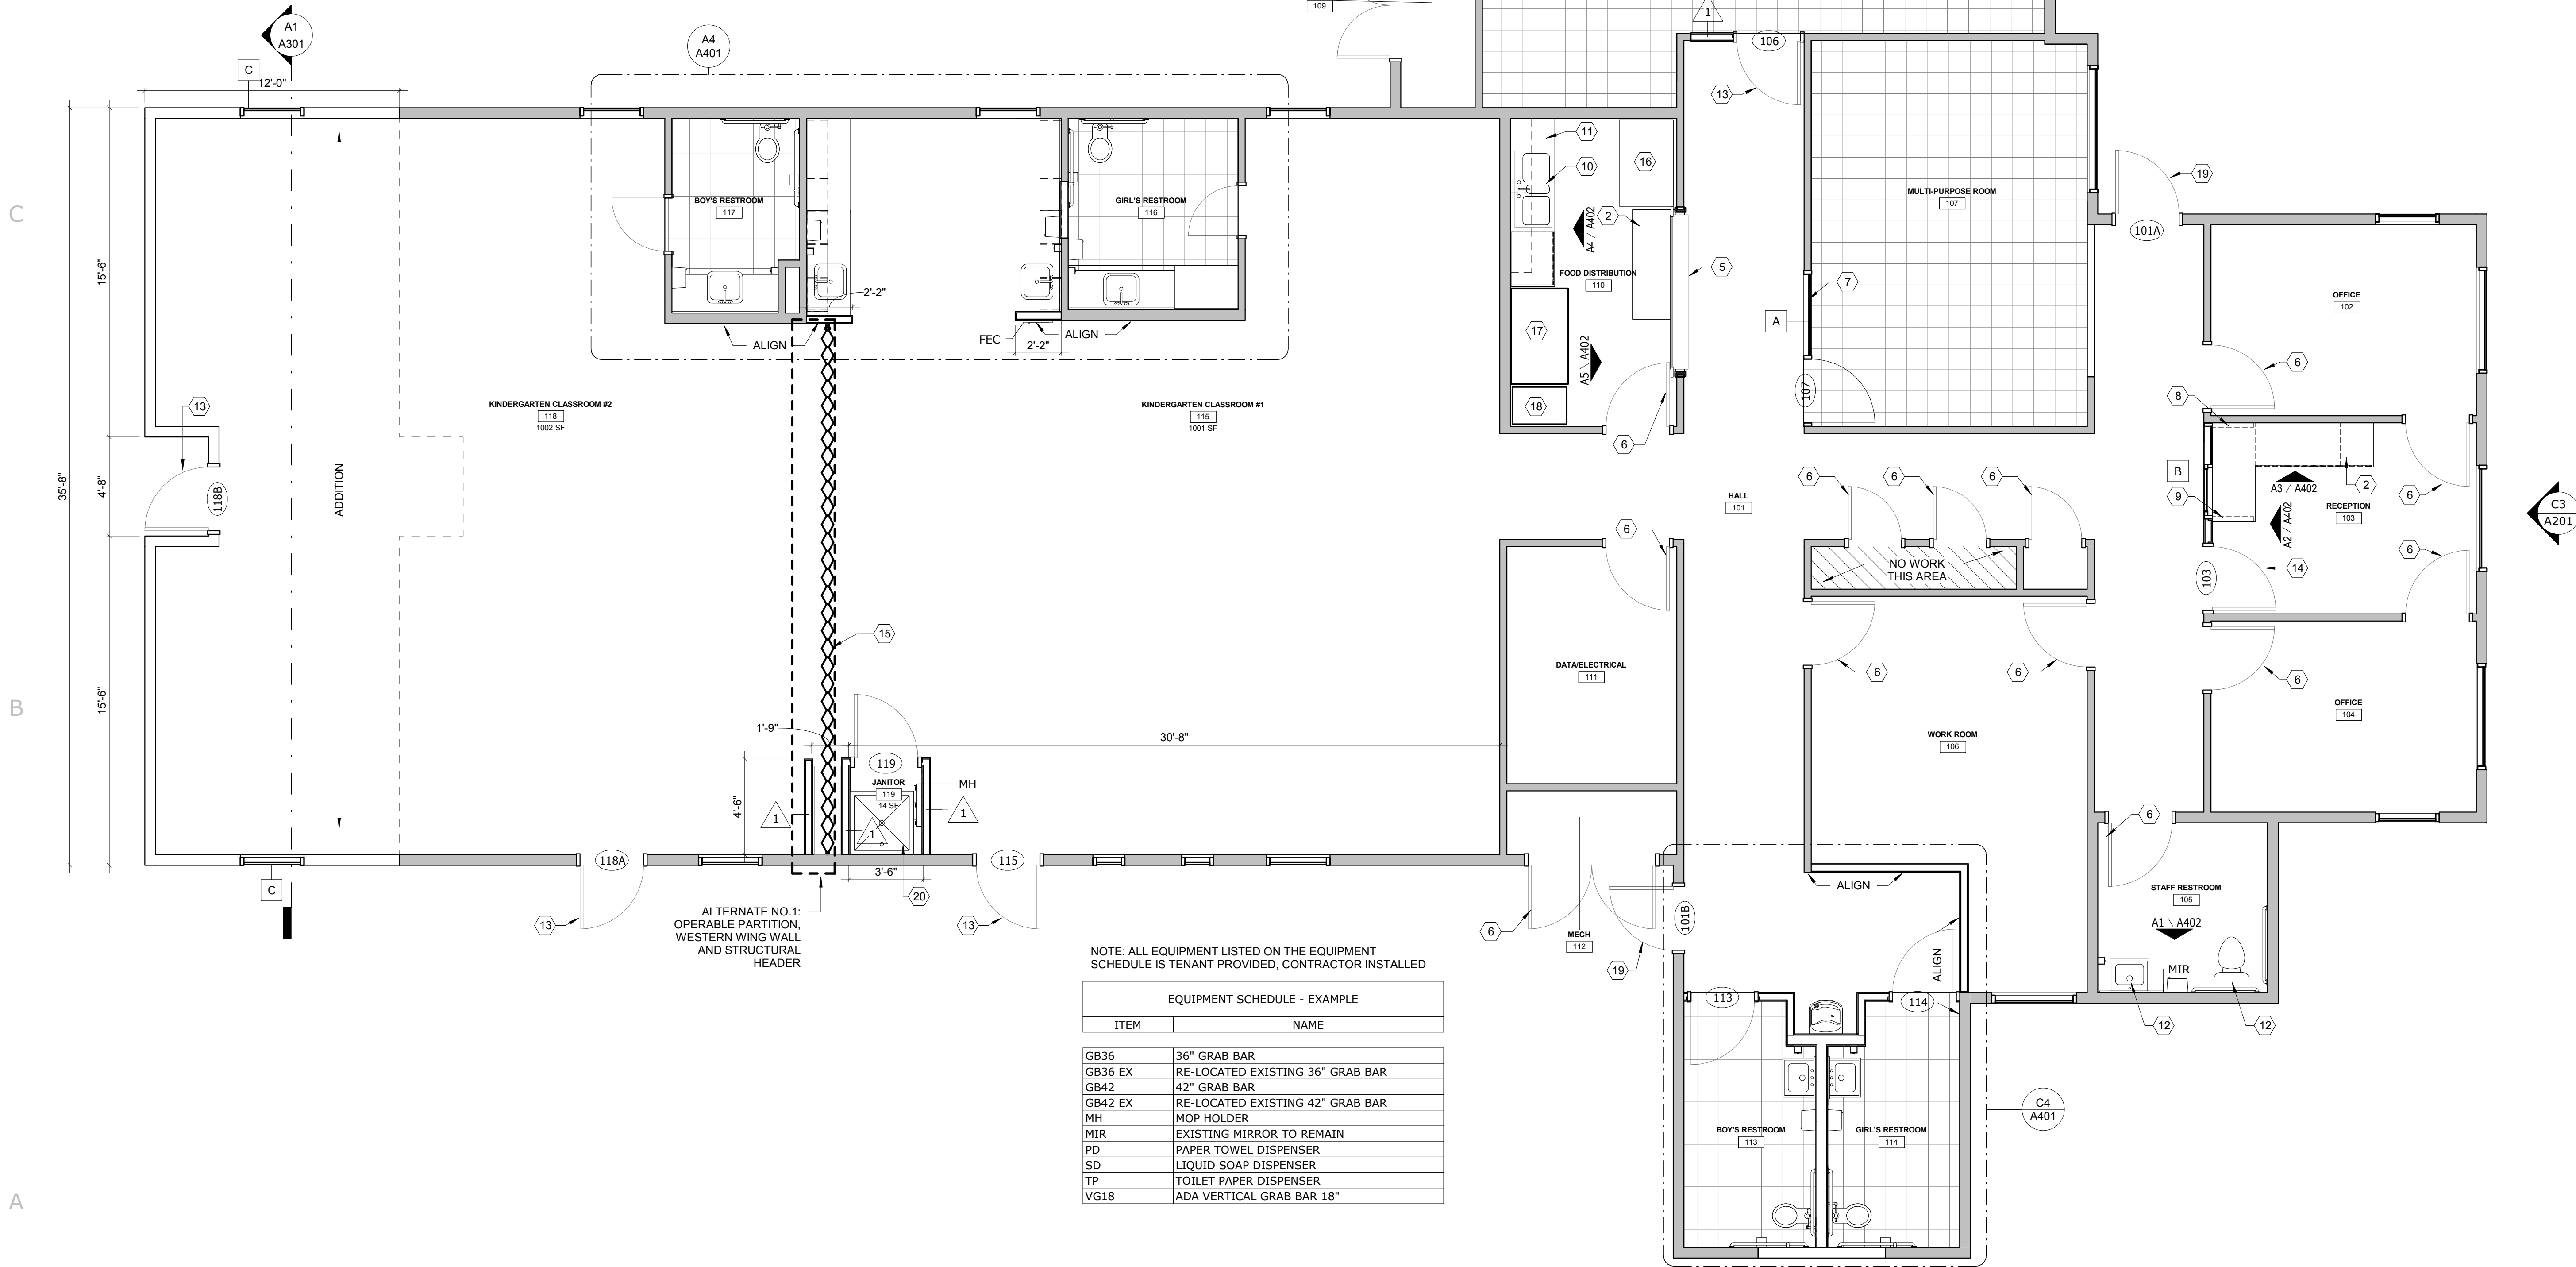 109
1
A1
A301
A4
A401
106
C
12'-0"
13
11
16
10
19
C
BOY'S RESTROOM
117
GIRL'S RESTROOM
116
MULTI-PURPOSE ROOM
107
2
A4 / A402
101A
15'-6"
5
FOOD DISTRIBUTION
110
7
2'-2"
OFFICE
102
A
17
ALIGN
FEC
2'-2"
ALIGN
A5 \ A402
6
107
8
KINDERGARTEN CLASSROOM #2
118
1002 SF
KINDERGARTEN CLASSROOM #1
115
1001 SF
18
13
6
35'-8"
4'-8"
118B
ADDITION
6
6
6
B
A3 / A402
2
6
9
HALL
101
RECEPTION
103
A2 / A402
C3
A201
6
6
NO WORK
THIS AREA
103
14
15
DATA/ELECTRICAL
111
6
6
6
B
15'-6"
OFFICE
104
1'-9"
30'-8"
WORK ROOM
106
119
JANITOR
119
14 SF
MH
4'-6"
1
1
1
6
118A
115
3'-6"
C
20
ALIGN
STAFF RESTROOM
105
ALTERNATE NO.1:
OPERABLE PARTITION,
WESTERN WING WALL
AND STRUCTURAL
HEADER
13
13
6
MECH
112
101B
A1 \ A402
19
ALIGN
MIR
NOTE: ALL EQUIPMENT LISTED ON THE EQUIPMENT
SCHEDULE IS TENANT PROVIDED, CONTRACTOR INSTALLED
113
114
12
12
EQUIPMENT SCHEDULE - EXAMPLE
ITEM NAME
GB36 36" GRAB BAR
GB36 EX RE-LOCATED EXISTING 36" GRAB BAR
GB42 42" GRAB BAR
GB42 EX RE-LOCATED EXISTING 42" GRAB BAR
MH MOP HOLDER
MIR EXISTING MIRROR TO REMAIN
PD PAPER TOWEL DISPENSER
SD LIQUID SOAP DISPENSER
TP TOILET PAPER DISPENSER
VG18 ADA VERTICAL GRAB BAR 18"
C4
A401
BOY'S RESTROOM
113
GIRL'S RESTROOM
114
A